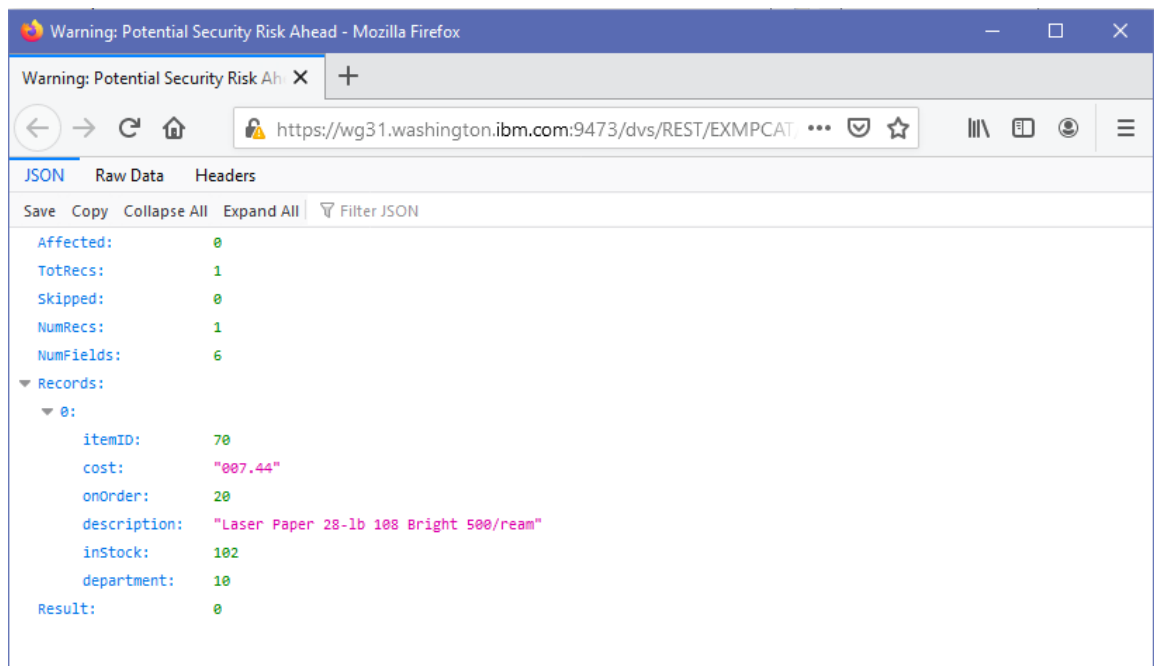 Warning: Potential Security Risk Ahead - Mozilla Firefox
Warning: Potential Security Risk Ah
https://wg31.washington.ibm.com:9473/dvs/REST/EXMPCAT
JSON Raw Data Headers
Save Copy Collapse All Expand All Filter JSON
Affected: 0
TotRecs: 1
Skipped: 0
NumRecs: 1
NumFields: 6
Records:
0:
itemID: 70
cost: "007.44"
onOrder: 20
description: "Laser Paper 28-lb 108 Bright 500/ream"
inStock: 102
department: 10
Result: 0